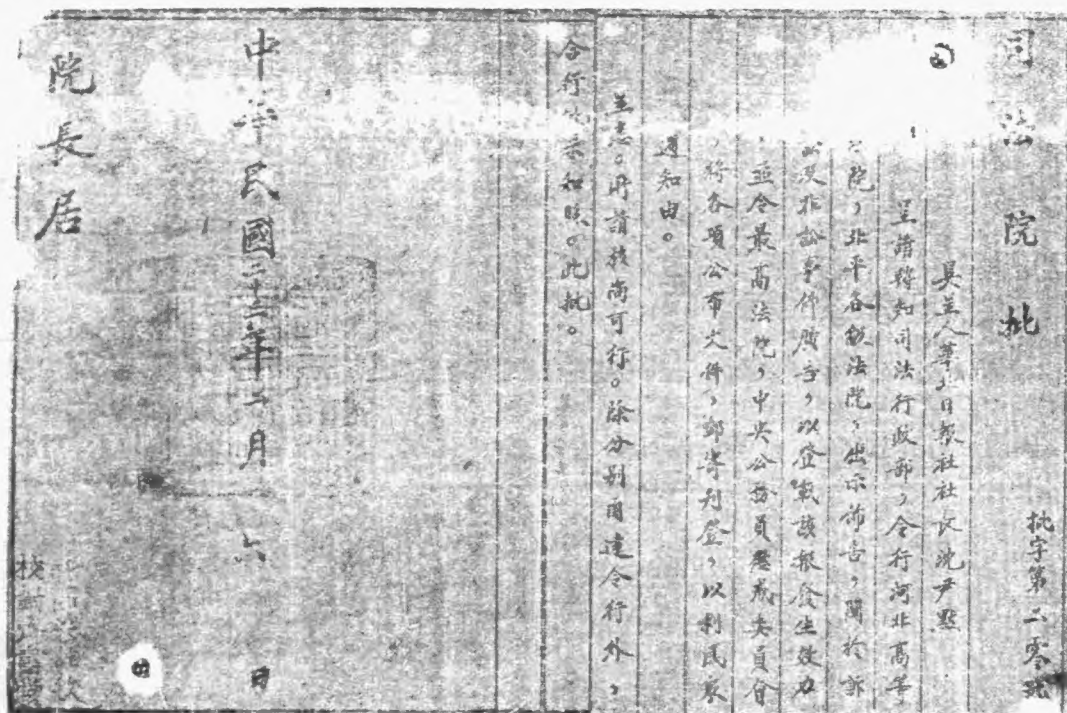 司法院批
批字第二零號
具呈人華北日報社社長沈尹默
呈請轉知司法行政部，令行河北高等
法院，北平各級法院，出示佈告，關於訴
訟及非訟事件廣告，以登載該報發生效力
，並令最高法院，中央公務員懲戒委員會
，將各項公布文件，郵寄刊登，以利民眾
週知由。
呈悉。所請核尚可行。除分別函達令行外，
合行批示知照。此批。
中華民國二十二年二月六日
院長居